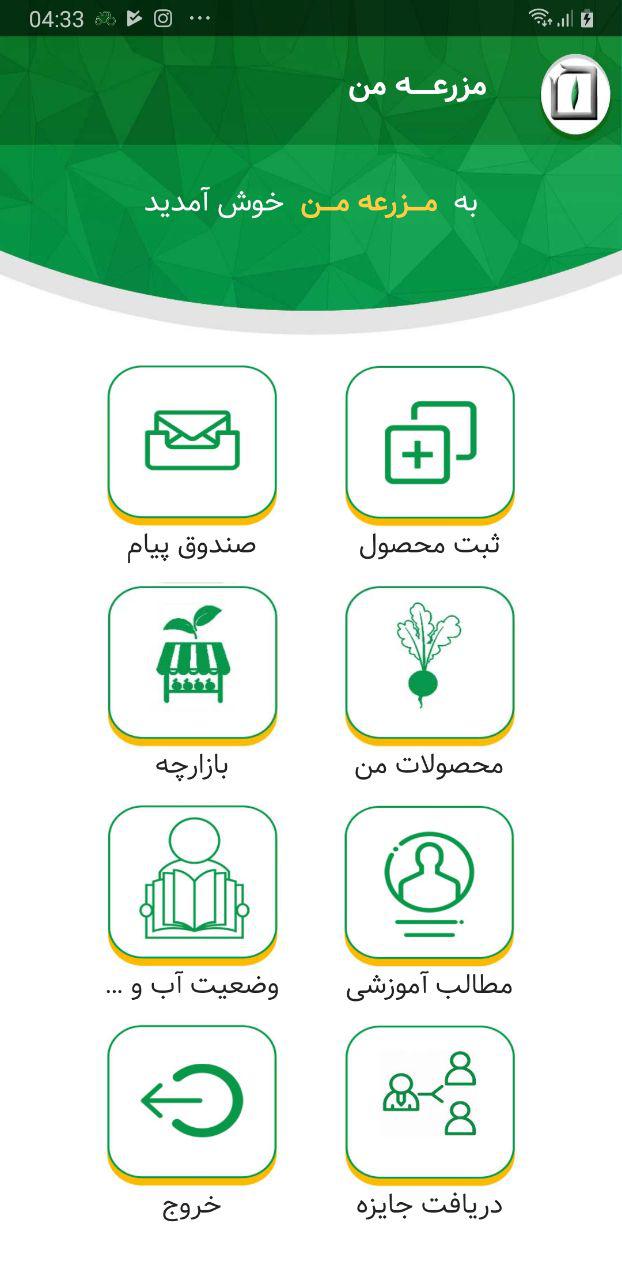 04:33
مزرعـــه من
به مــزرعه مــن خوش آمدید
ثبت محصول
صندوق پیام
محصولات من
بازارچه
مطالب آموزشی
وضعیت آب و ...
دریافت جایزه
خروج